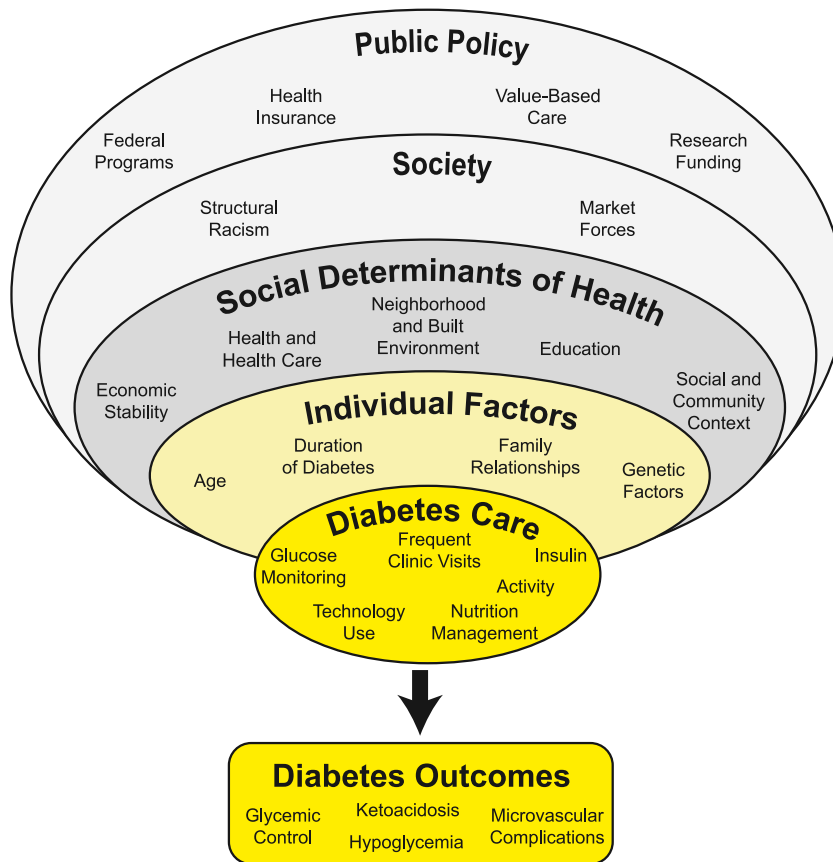 Public Policy
Health
Insurance
Value-Based
Care
Federal
Programs
Research
Funding
Society
Structural
Racism
Market
Forces
Social Determinants of Health
Neighborhood
and Built
Environment
Health and
Health Care
Education
Economic
Stability
Social and
Community
Context
Individual Factors
Duration
of Diabetes
Family
Relationships
Age
Genetic
Factors
Diabetes Care
Frequent
Clinic Visits
Glucose
Monitoring
Insulin
Activity
Technology
Use
Nutrition
Management
Diabetes Outcomes
Glycemic
Control
Ketoacidosis
Hypoglycemia
Microvascular
Complications